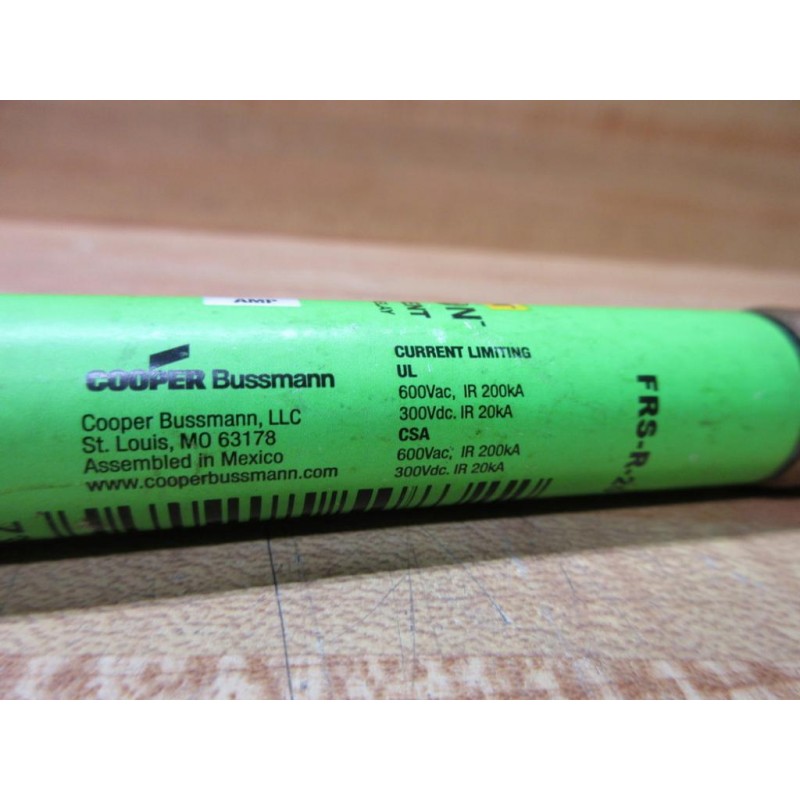 AMP
COOPER Bussmann
Cooper Bussmann, LLC
St. Louis, MO 63178
Assembled in Mexico
www.cooperbussmann.com
CURRENT LIMITING
UL
600Vac, IR 200kA
300Vdc. IR 20kA
CSA
600Vac, IR 200kA
300Vdc. IR 20kA
FRS-R-2